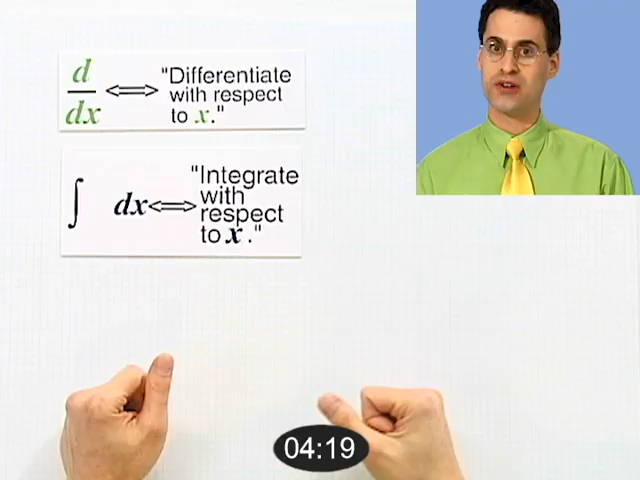 d
dx
⇔
"Differentiate
with respect
to x."
∫ dx ⇔
"Integrate
with
respect
to x."
04:19